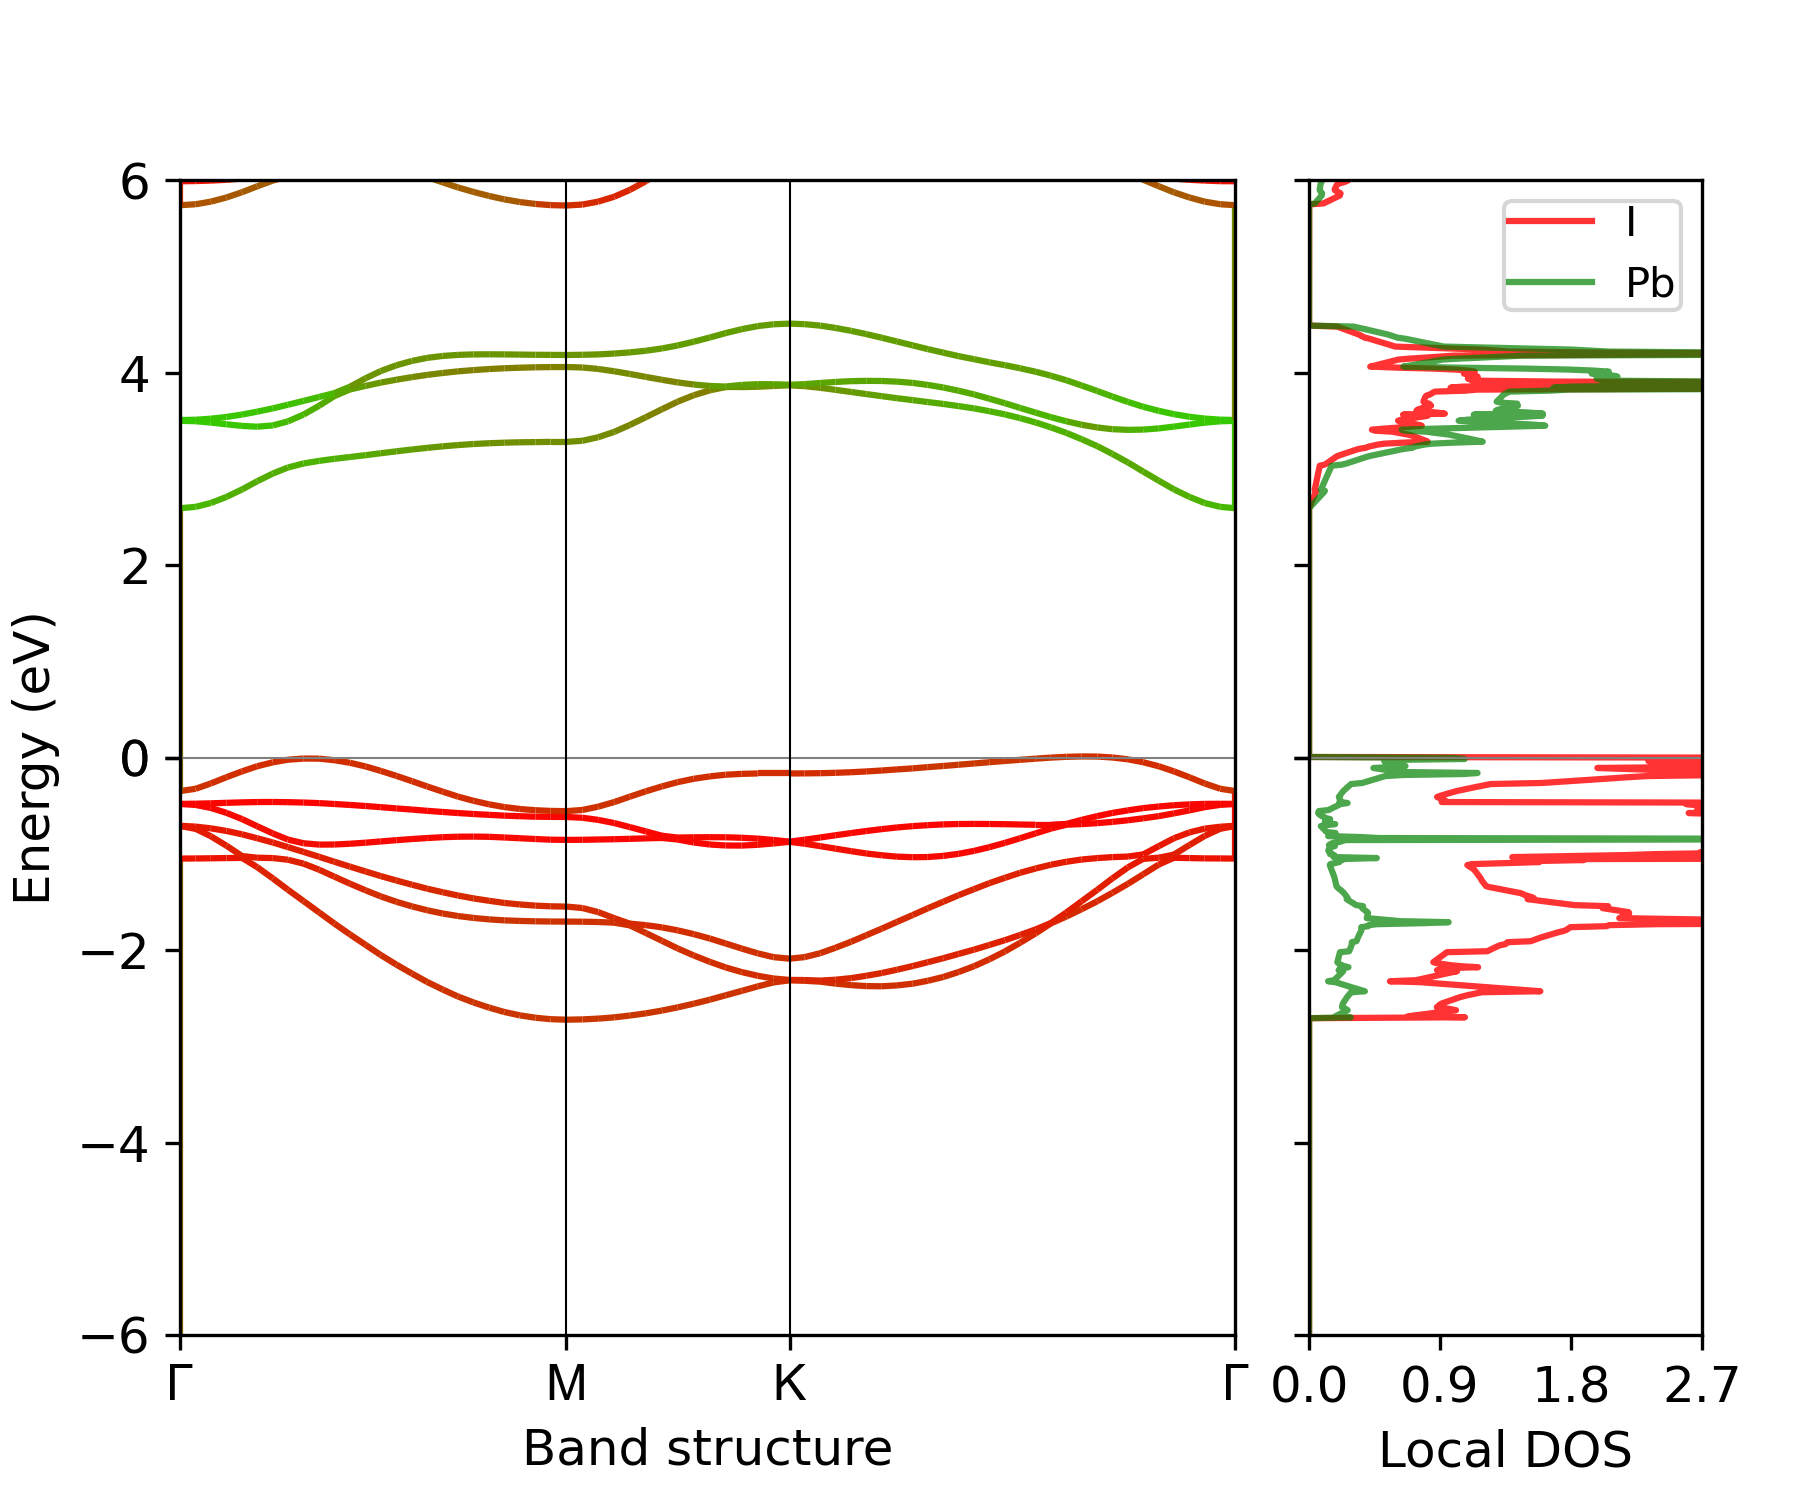 6
4
2
0
−2
−4
−6
Energy (eV)
Γ M K Γ
Band structure
I
Pb
0.0 0.9 1.8 2.7
Local DOS